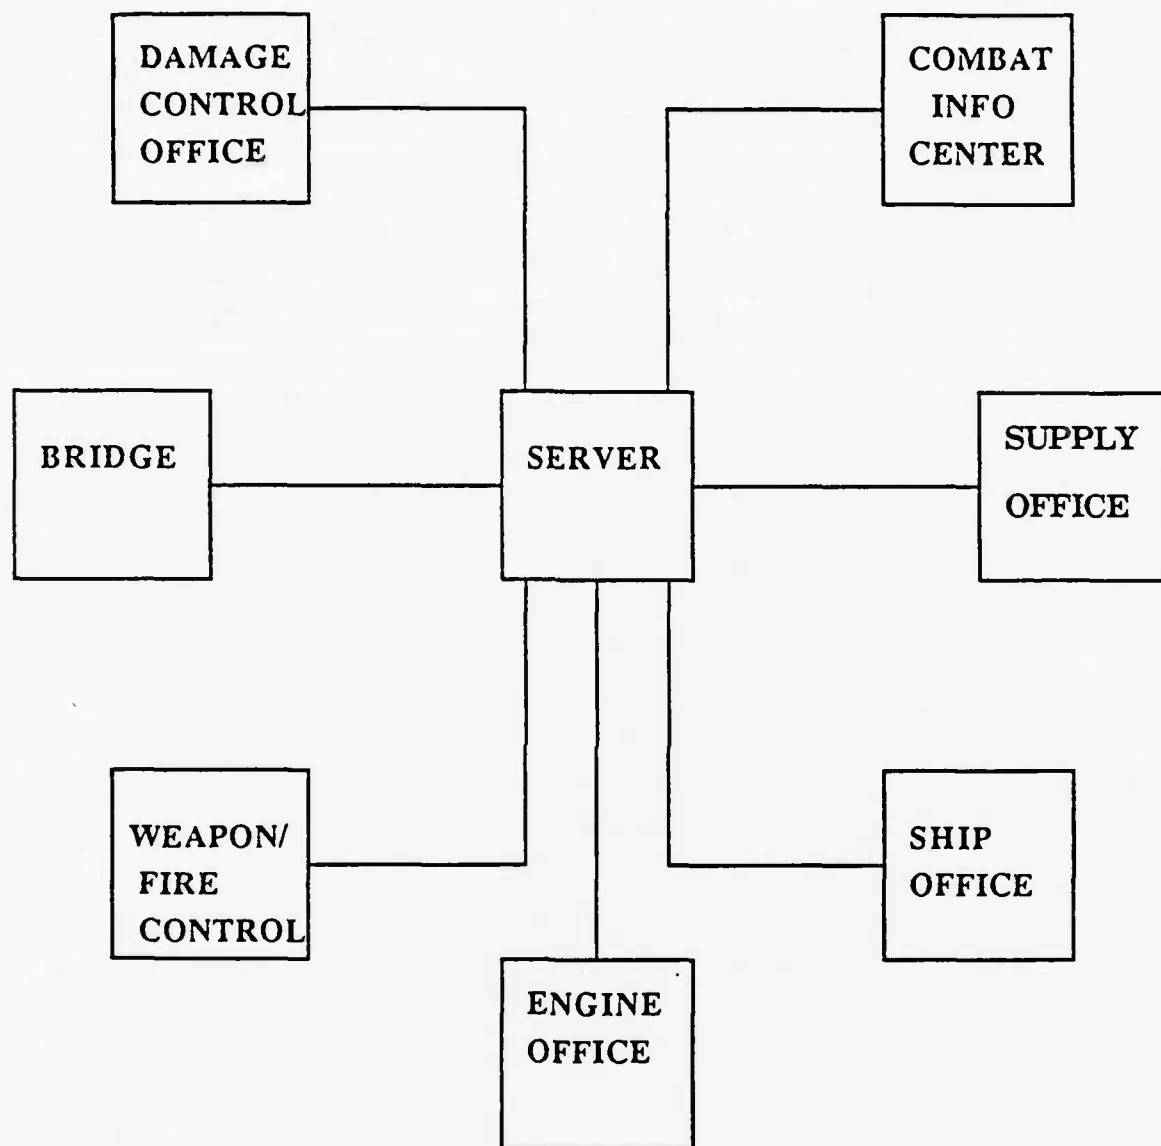 DAMAGE
CONTROL
OFFICE
COMBAT
INFO
CENTER
BRIDGE
SERVER
SUPPLY
OFFICE
WEAPON/
FIRE
CONTROL
SHIP
OFFICE
ENGINE
OFFICE